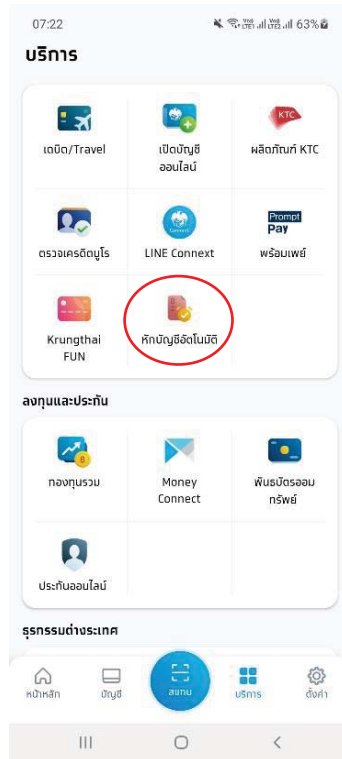 07:22
Vo) LTE1 Vo) LTE2 63%
บริการ
เดบิต/Travel
เปิดบัญชี
ออนไลน์
KTC
ผลิตภัณฑ์ KTC
ตรวจเครดิตบูโร
Connext
LINE Connext
Prompt
Pay
พร้อมเพย์
Krungthai
FUN
หักบัญชีอัตโนมัติ
ลงทุนและประกัน
กองทุนรวม
Money
Connect
พันธบัตรออม
ทรัพย์
ประกันออนไลน์
ธุรกรรมต่างประเทศ
หน้าหลัก
บัญชี
สแกน
บริการ
ตั้งค่า